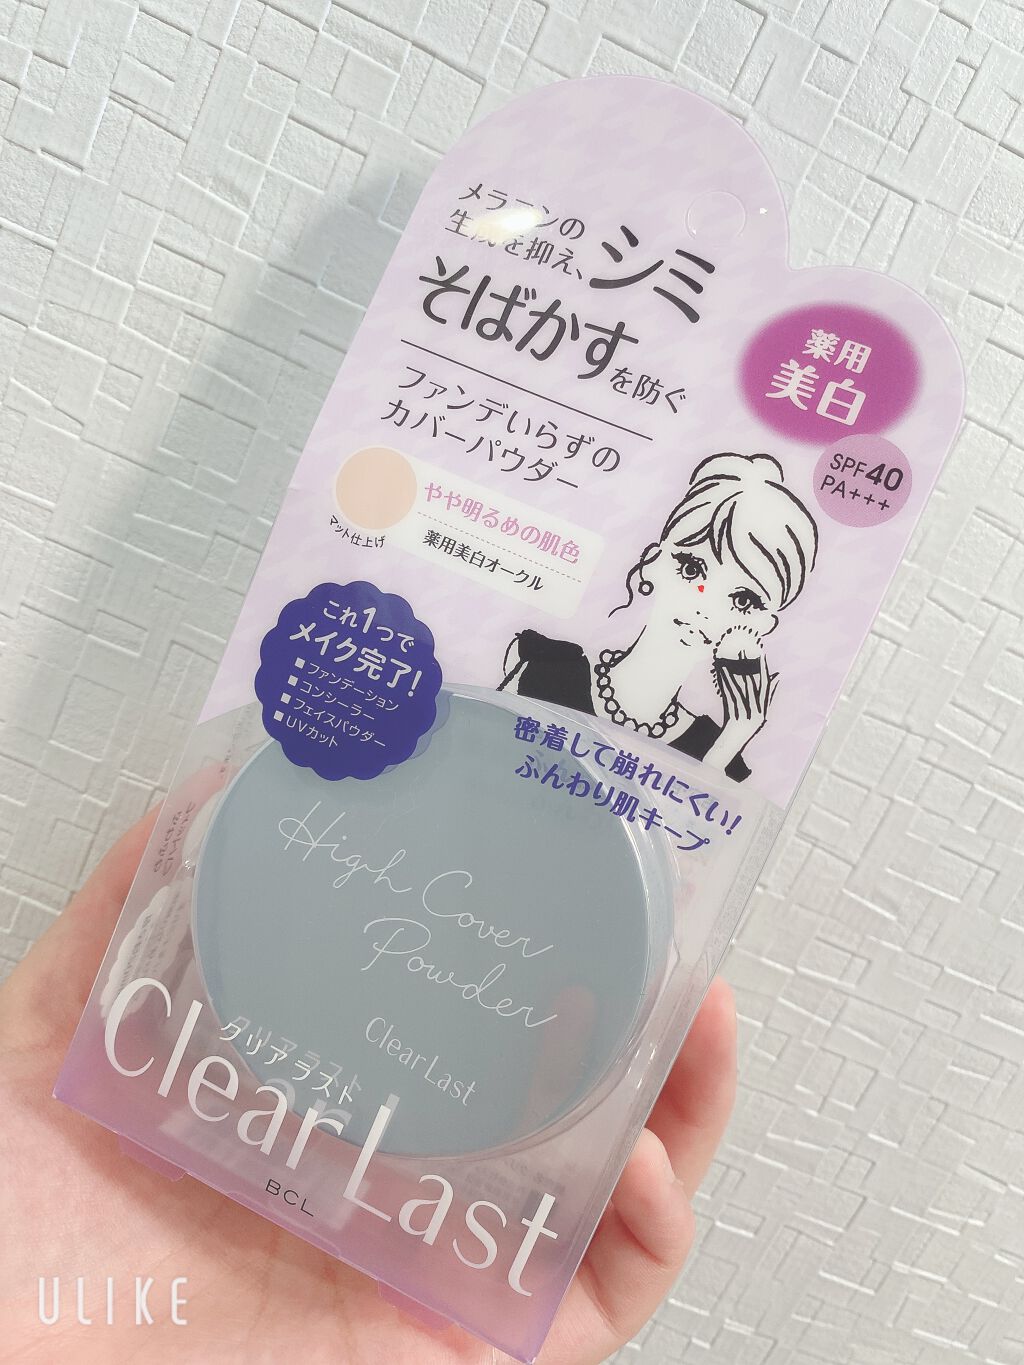 メラニンの
生成を抑え、シミ
そばかすを防ぐ
薬用
美白
SPF40
PA+++
ファンデいらずの
カバーパウダー
やや明るめの肌色
薬用美白オークル
マット仕上げ
これ1つで
メイク完了!
■ファンデーション
■コンシーラー
■フェイスパウダー
■UVカット
密着して崩れにくい!
ふんわり肌キープ
High Cover
Powder
ClearLast
クリアラスト
Clear Last
BCL
ULIKE